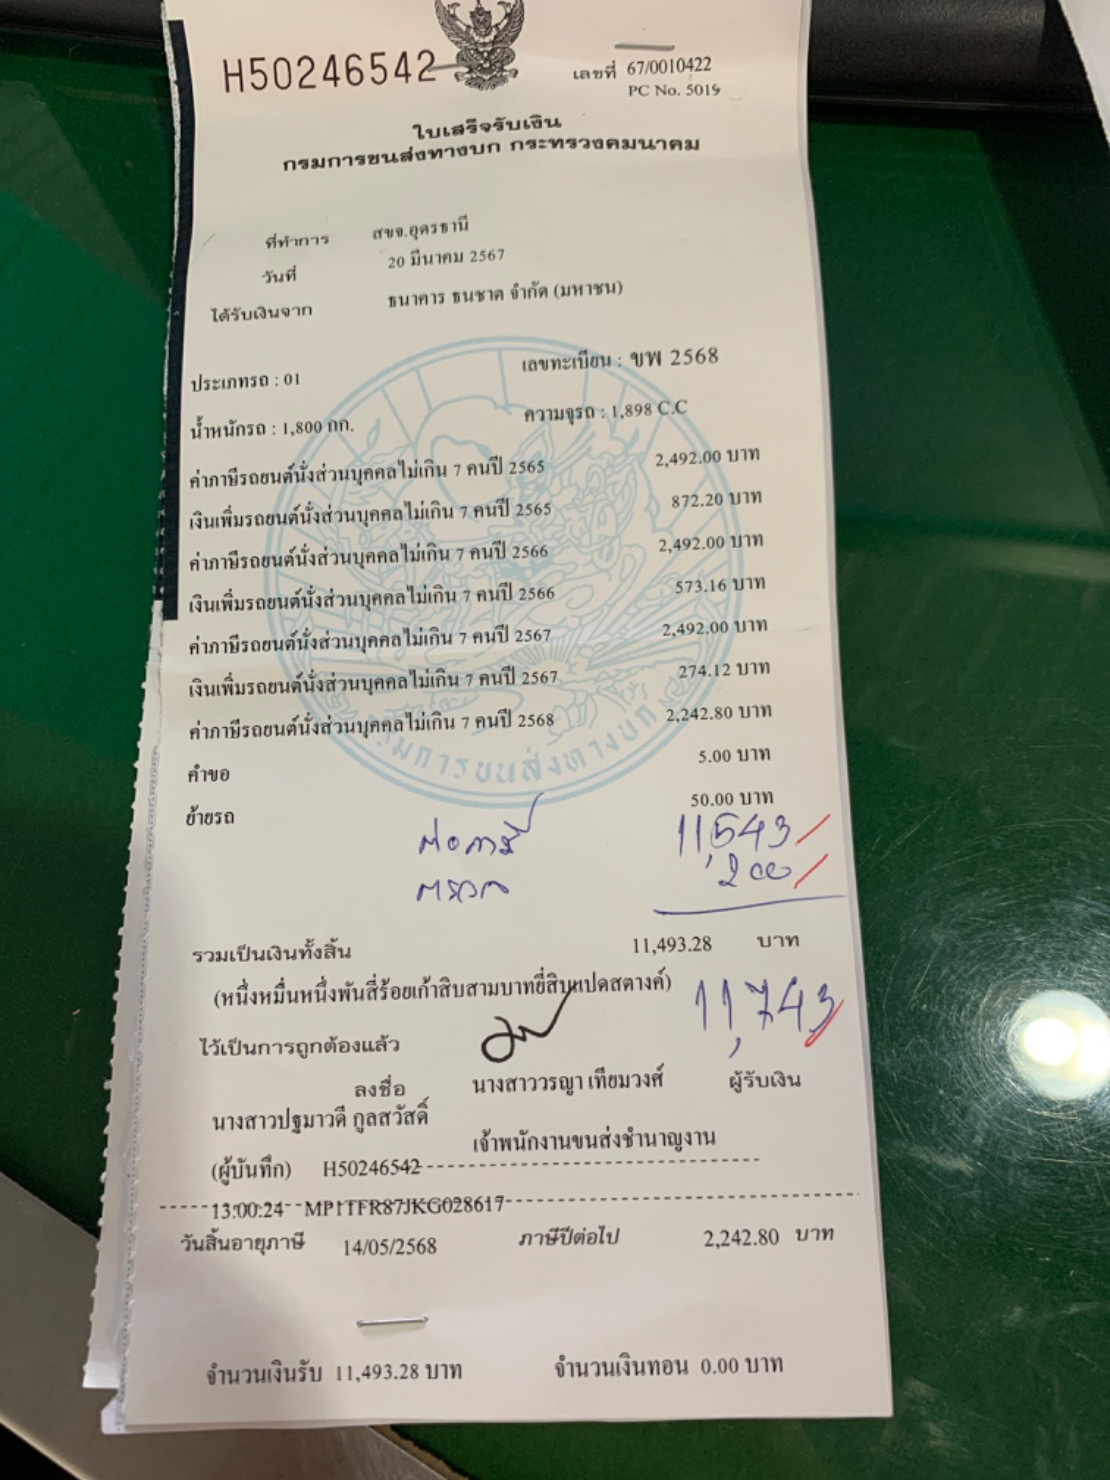 H50246542
เลขที่ 67/0010422
PC No. 5019
ใบเสร็จรับเงิน
กรมการขนส่งทางบก กระทรวงคมนาคม
ที่ทำการ สขจ.อุดรธานี
วันที่ 20 มีนาคม 2567
ได้รับเงินจาก ธนาคาร ธนชาต จำกัด (มหาชน)
ประเภทรถ : 01 เลขทะเบียน : ขพ 2568
น้ำหนักรถ : 1,800 กก. ความจุรถ : 1,898 C.C
ค่าภาษีรถยนต์นั่งส่วนบุคคลไม่เกิน 7 คนปี 2565 2,492.00 บาท
เงินเพิ่มรถยนต์นั่งส่วนบุคคลไม่เกิน 7 คนปี 2565 872.20 บาท
ค่าภาษีรถยนต์นั่งส่วนบุคคลไม่เกิน 7 คนปี 2566 2,492.00 บาท
เงินเพิ่มรถยนต์นั่งส่วนบุคคลไม่เกิน 7 คนปี 2566 573.16 บาท
ค่าภาษีรถยนต์นั่งส่วนบุคคลไม่เกิน 7 คนปี 2567 2,492.00 บาท
เงินเพิ่มรถยนต์นั่งส่วนบุคคลไม่เกิน 7 คนปี 2567 274.12 บาท
ค่าภาษีรถยนต์นั่งส่วนบุคคลไม่เกิน 7 คนปี 2568 2,242.80 บาท
กรมการขนส่งทางบก
คำขอ 5.00 บาท
ย้ายรถ 50.00 บาท
ต่อภาษี 11,543
ตรวจ 200
รวมเป็นเงินทั้งสิ้น 11,493.28 บาท
(หนึ่งหมื่นหนึ่งพันสี่ร้อยเก้าสิบสามบาทยี่สิบแปดสตางค์)
11,743
ไว้เป็นการถูกต้องแล้ว
ลงชื่อ นางสาววรญา เทียมวงศ์ ผู้รับเงิน
นางสาวปฐมาวดี กูลสวัสดิ์
เจ้าพนักงานขนส่งชำนาญงาน
(ผู้บันทึก) H50246542
13:00:24 MP1TFR87JKG028617
วันสิ้นอายุภาษี 14/05/2568 ภาษีปีต่อไป 2,242.80 บาท
จำนวนเงินรับ 11,493.28 บาท จำนวนเงินทอน 0.00 บาท